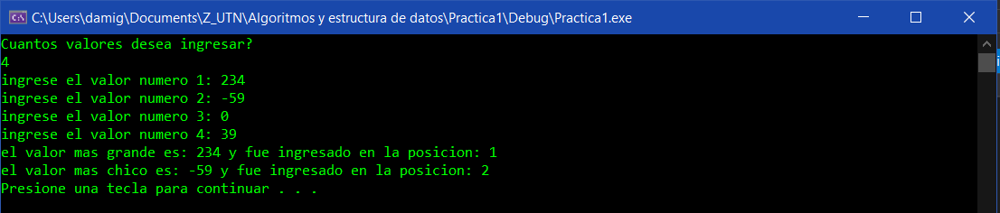 C:\Users\damig\Documents\Z_UTN\Algoritmos y estructura de datos\Practica1\Debug\Practica1.exe
Cuantos valores desea ingresar?
4
ingrese el valor numero 1: 234
ingrese el valor numero 2: -59
ingrese el valor numero 3: 0
ingrese el valor numero 4: 39
el valor mas grande es: 234 y fue ingresado en la posicion: 1
el valor mas chico es: -59 y fue ingresado en la posicion: 2
Presione una tecla para continuar . . .